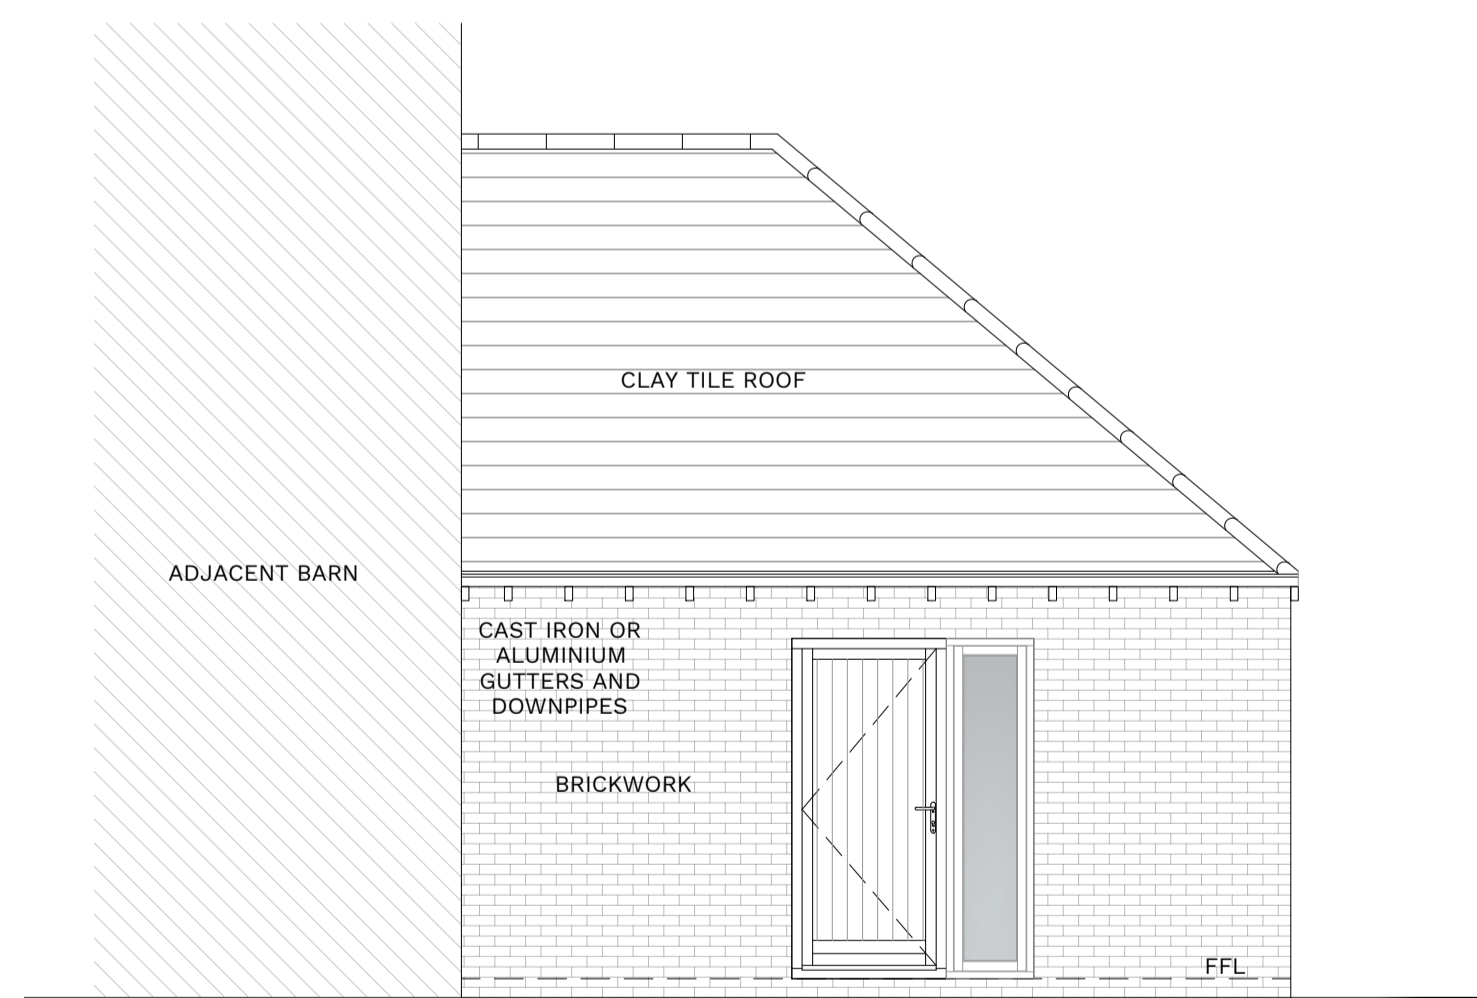 CLAY TILE ROOF
ADJACENT BARN
CAST IRON OR
ALUMINIUM
GUTTERS AND
DOWNPIPES
BRICKWORK
FFL